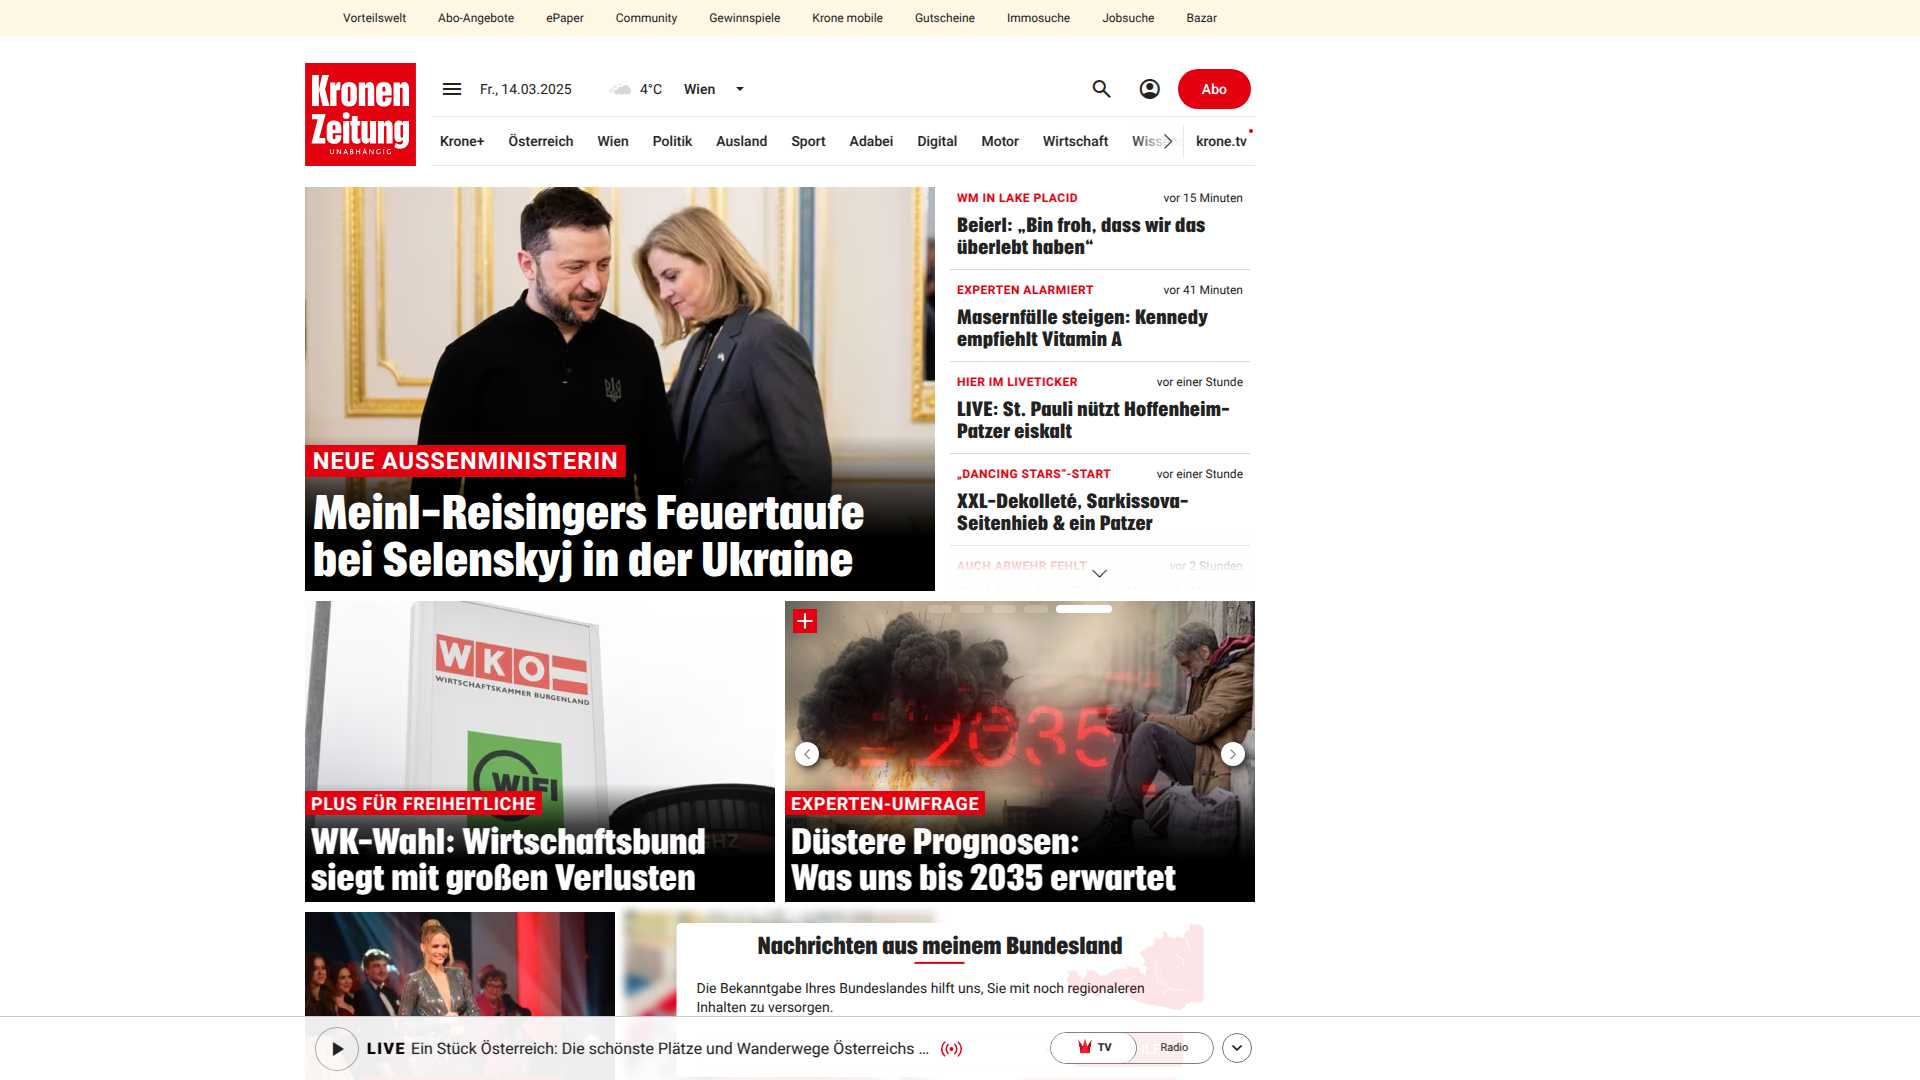 Vorteilswelt Abo-Angebote ePaper Community Gewinnspiele Krone mobile Gutscheine Immosuche Jobsuche Bazar
Kronen
Zeitung
UNABHÄNGIG
Fr., 14.03.2025 4°C Wien Abo
Krone+ Österreich Wien Politik Ausland Sport Adabei Digital Motor Wirtschaft krone.tv
NEUE AUSSENMINISTERIN
Meinl-Reisingers Feuertaufe
bei Selenskyj in der Ukraine
WM IN LAKE PLACID vor 15 Minuten
Beierl: „Bin froh, dass wir das
überlebt haben“
EXPERTEN ALARMIERT vor 41 Minuten
Masernfälle steigen: Kennedy
empfiehlt Vitamin A
HIER IM LIVETICKER vor einer Stunde
LIVE: St. Pauli nützt Hoffenheim-
Patzer eiskalt
„DANCING STARS“-START vor einer Stunde
XXL-Dekolleté, Sarkissova-
Seitenhieb & ein Patzer
AUCH ABWEHR FEHLT vor 2 Stunden
WKO
WIRTSCHAFTSKAMMER BURGENLAND
WIFI
PLUS FÜR FREIHEITLICHE
WK-Wahl: Wirtschaftsbund
siegt mit großen Verlusten
2035
EXPERTEN-UMFRAGE
Düstere Prognosen:
Was uns bis 2035 erwartet
Nachrichten aus meinem Bundesland
Die Bekanntgabe Ihres Bundeslandes hilft uns, Sie mit noch regionaleren
Inhalten zu versorgen.
LIVE Ein Stück Österreich: Die schönste Plätze und Wanderwege Österreichs ... TV Radio